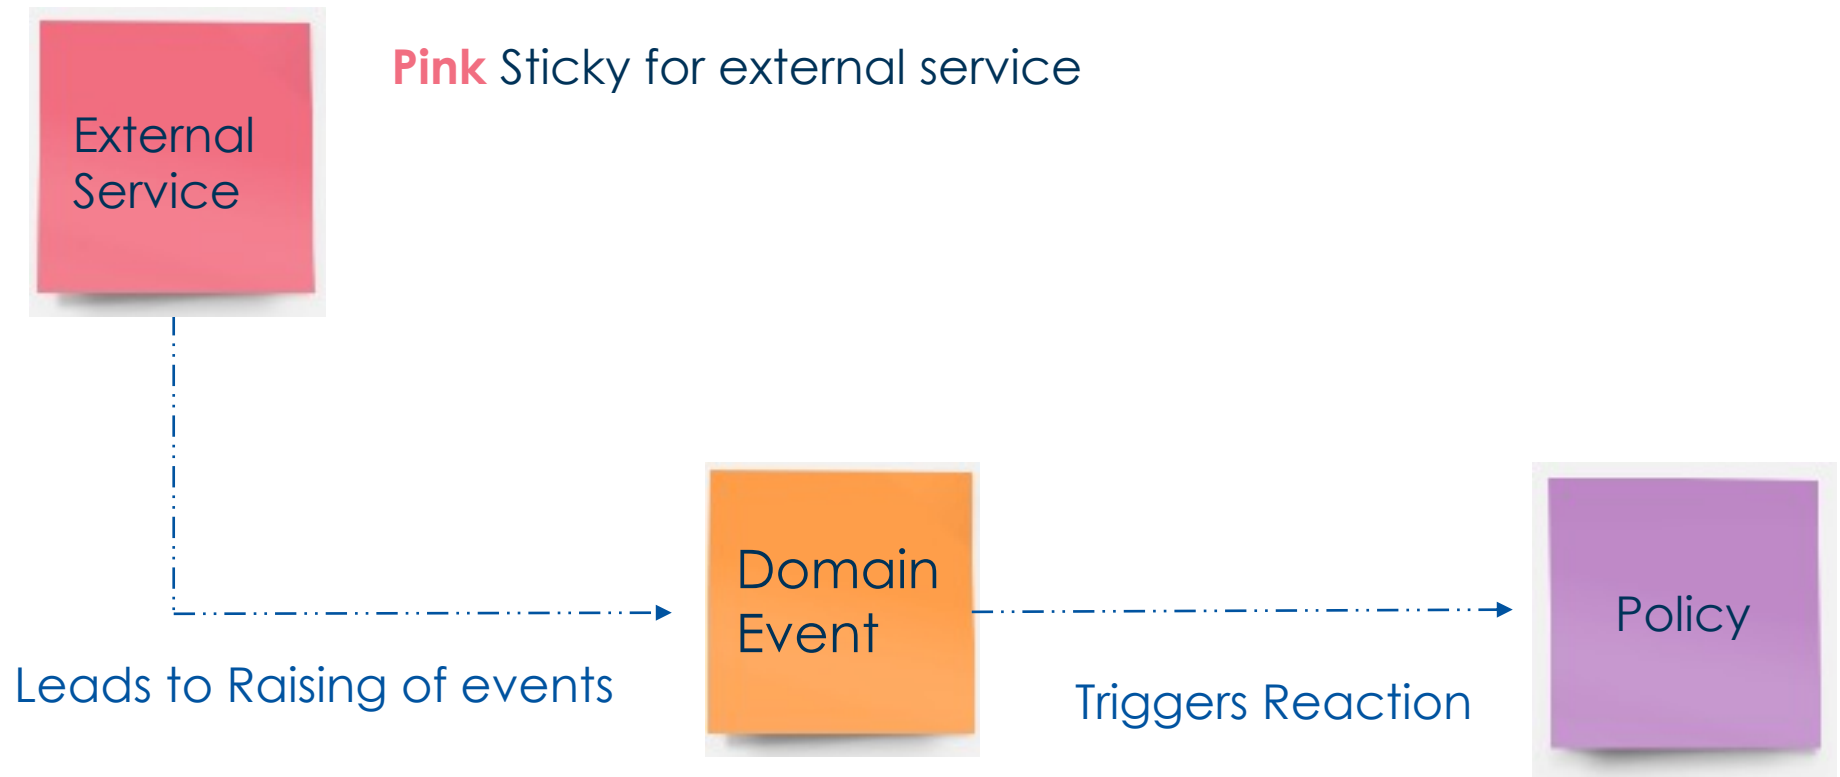 Pink Sticky for external service
External
Service
Domain
Event
Policy
Leads to Raising of events
Triggers Reaction